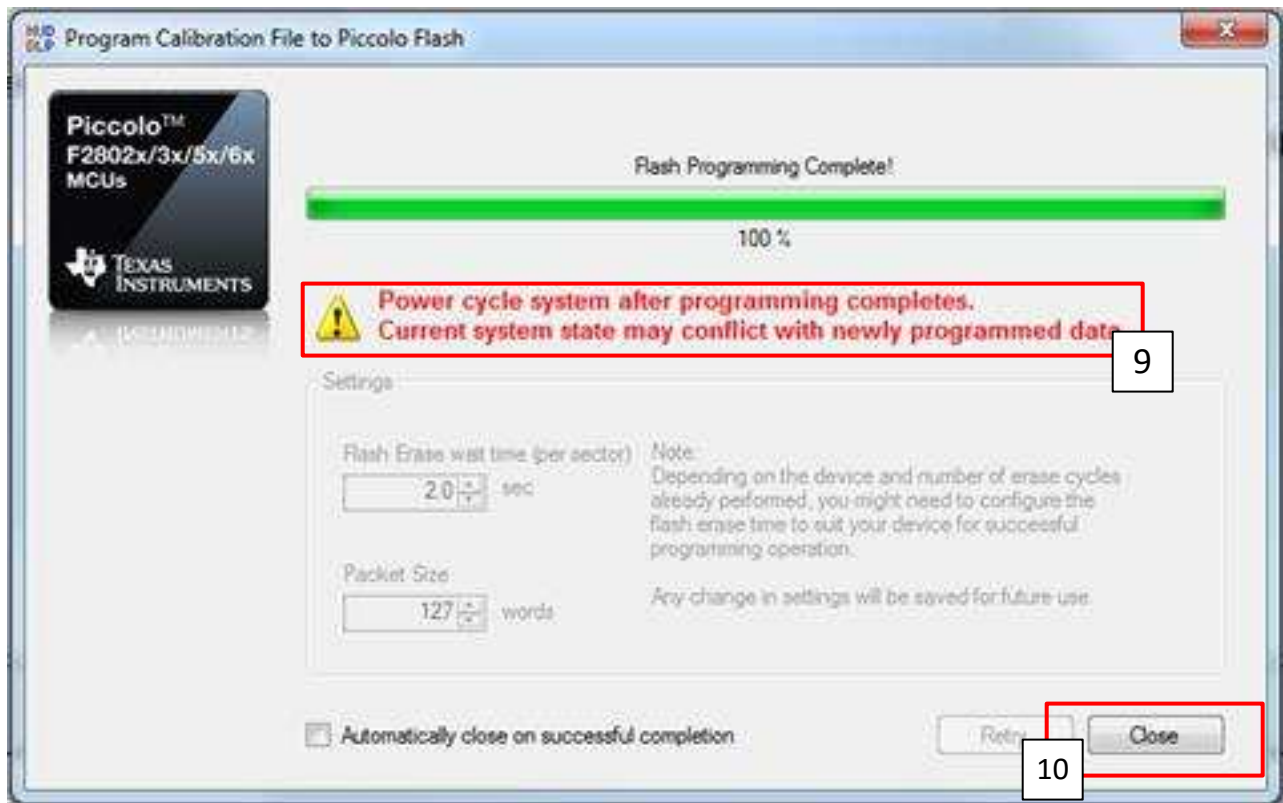 HUD
DLP
Program Calibration File to Piccolo Flash
Piccolo™
F2802x/3x/5x/6x
MCUs
TEXAS
INSTRUMENTS
Flash Programming Complete!
100 %
Power cycle system after programming completes.
Current system state may conflict with newly programmed data
9
Settings
Flash Erase wait time (per sector)
2.0 sec
Note:
Depending on the device and number of erase cycles
already performed, you might need to configure the
flash erase time to suit your device for successful
programming operation.
Any change in settings will be saved for future use.
Packet Size
127 words
Automatically close on successful completion
Retry
Close
10